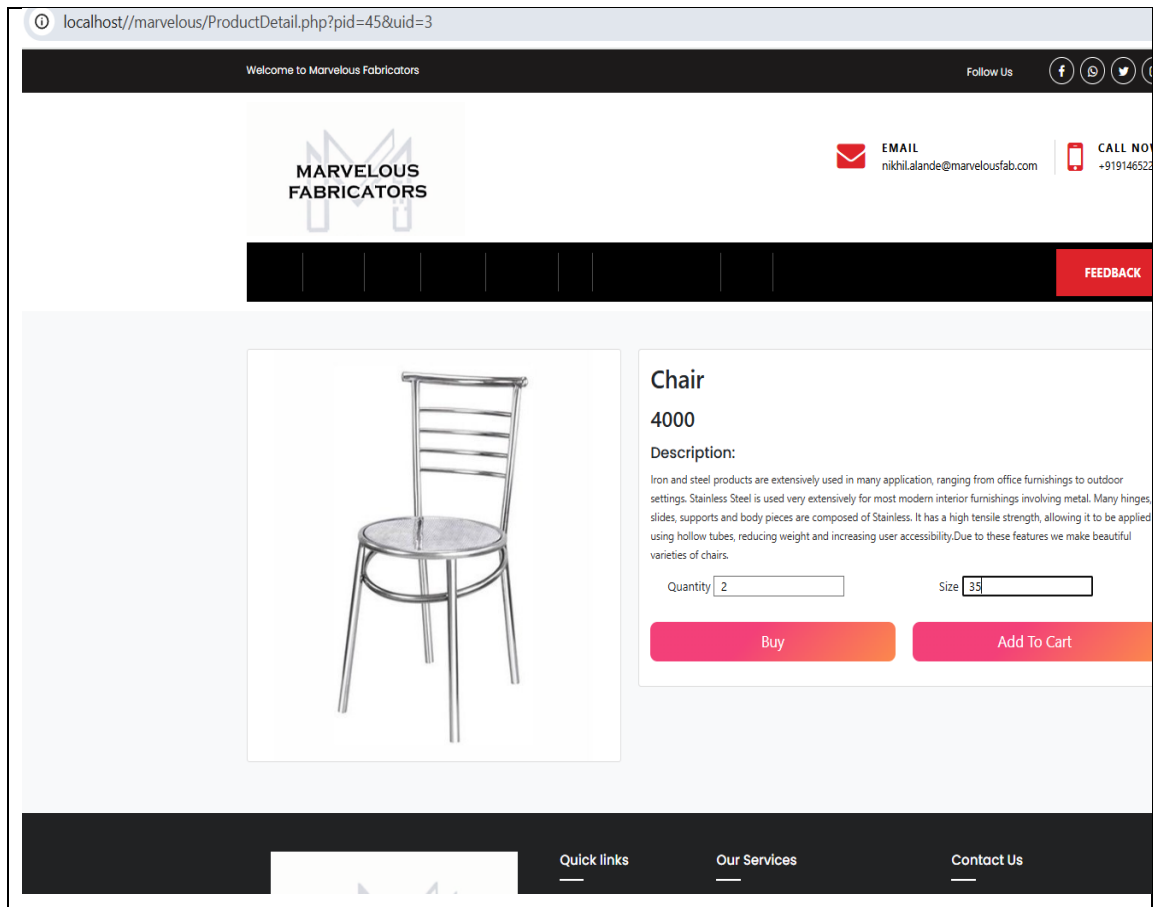 localhost//marvelous/ProductDetail.php?pid=45&uid=3
Welcome to Marvelous Fabricators
Follow Us
MARVELOUS
FABRICATORS
EMAIL
nikhil.alande@marvelousfab.com
CALL NO
+919146522
FEEDBACK
Chair
4000
Description:
Iron and steel products are extensively used in many application, ranging from office furnishings to outdoor
settings. Stainless Steel is used very extensively for most modern interior furnishings involving metal. Many hinges,
slides, supports and body pieces are composed of Stainless. It has a high tensile strength, allowing it to be applied
using hollow tubes, reducing weight and increasing user accessibility.Due to these features we make beautiful
varieties of chairs.
Quantity 2
Size 35
Buy
Add To Cart
Quick links
Our Services
Contact Us